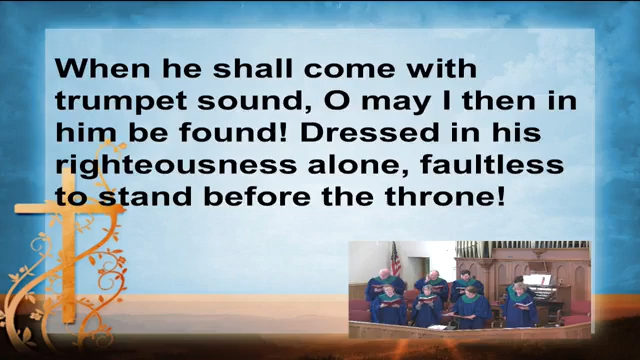 When he shall come with
trumpet sound, O may I then in
him be found! Dressed in his
righteousness alone, faultless
to stand before the throne!